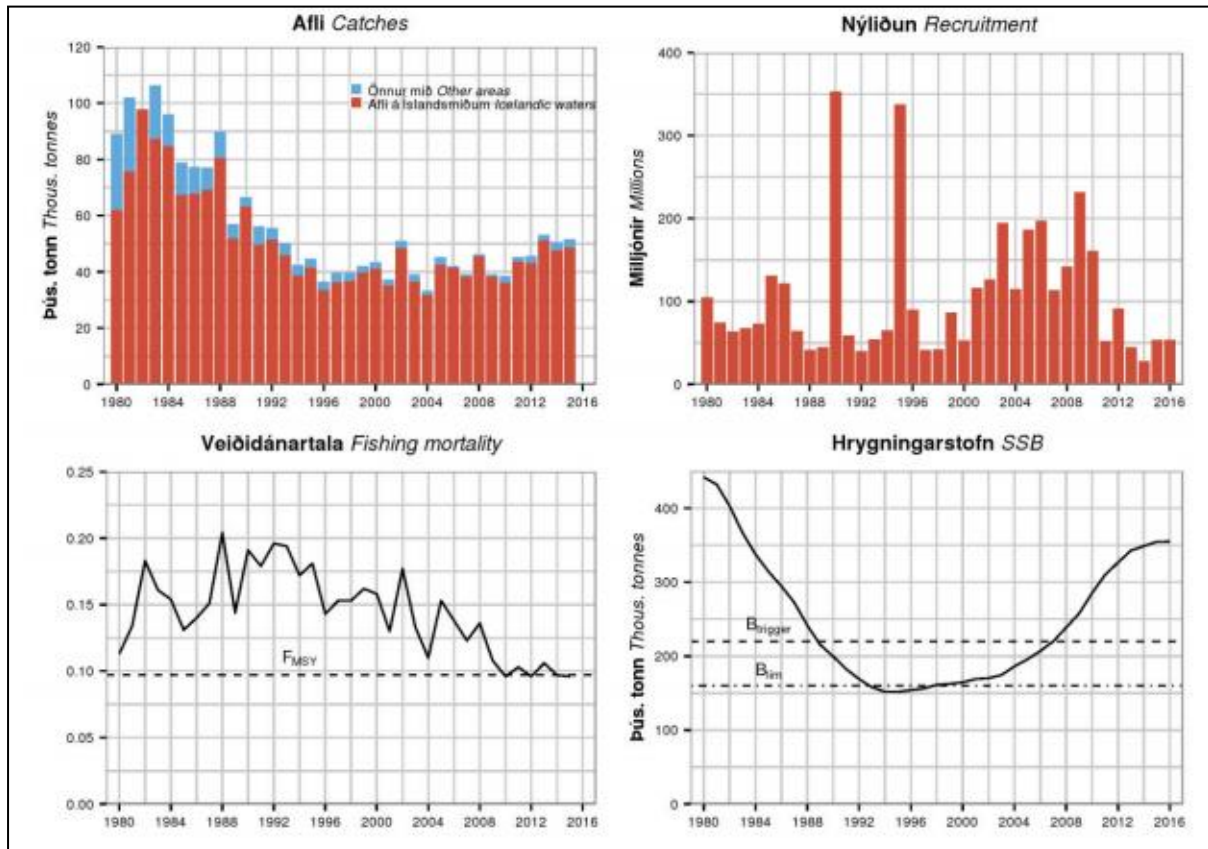 Afli Catches
Þús. tonn Thous. tonnes
120
100
80
60
40
20
0
Önnur mið Other areas
Afli á Íslandsmiðum Icelandic waters
1980 1984 1988 1992 1996 2000 2004 2008 2012 2016
Nýliðun Recruitment
Milljónir Millions
400
300
200
100
0
1980 1984 1988 1992 1996 2000 2004 2008 2012 2016
Veiðidánartala Fishing mortality
0.25
0.20
0.15
0.10
0.05
0.00
FMSY
1980 1984 1988 1992 1996 2000 2004 2008 2012 2016
Hrygningarstofn SSB
Þús. tonn Thous. tonnes
400
300
200
100
0
Btrigger
Blim
1980 1984 1988 1992 1996 2000 2004 2008 2012 2016